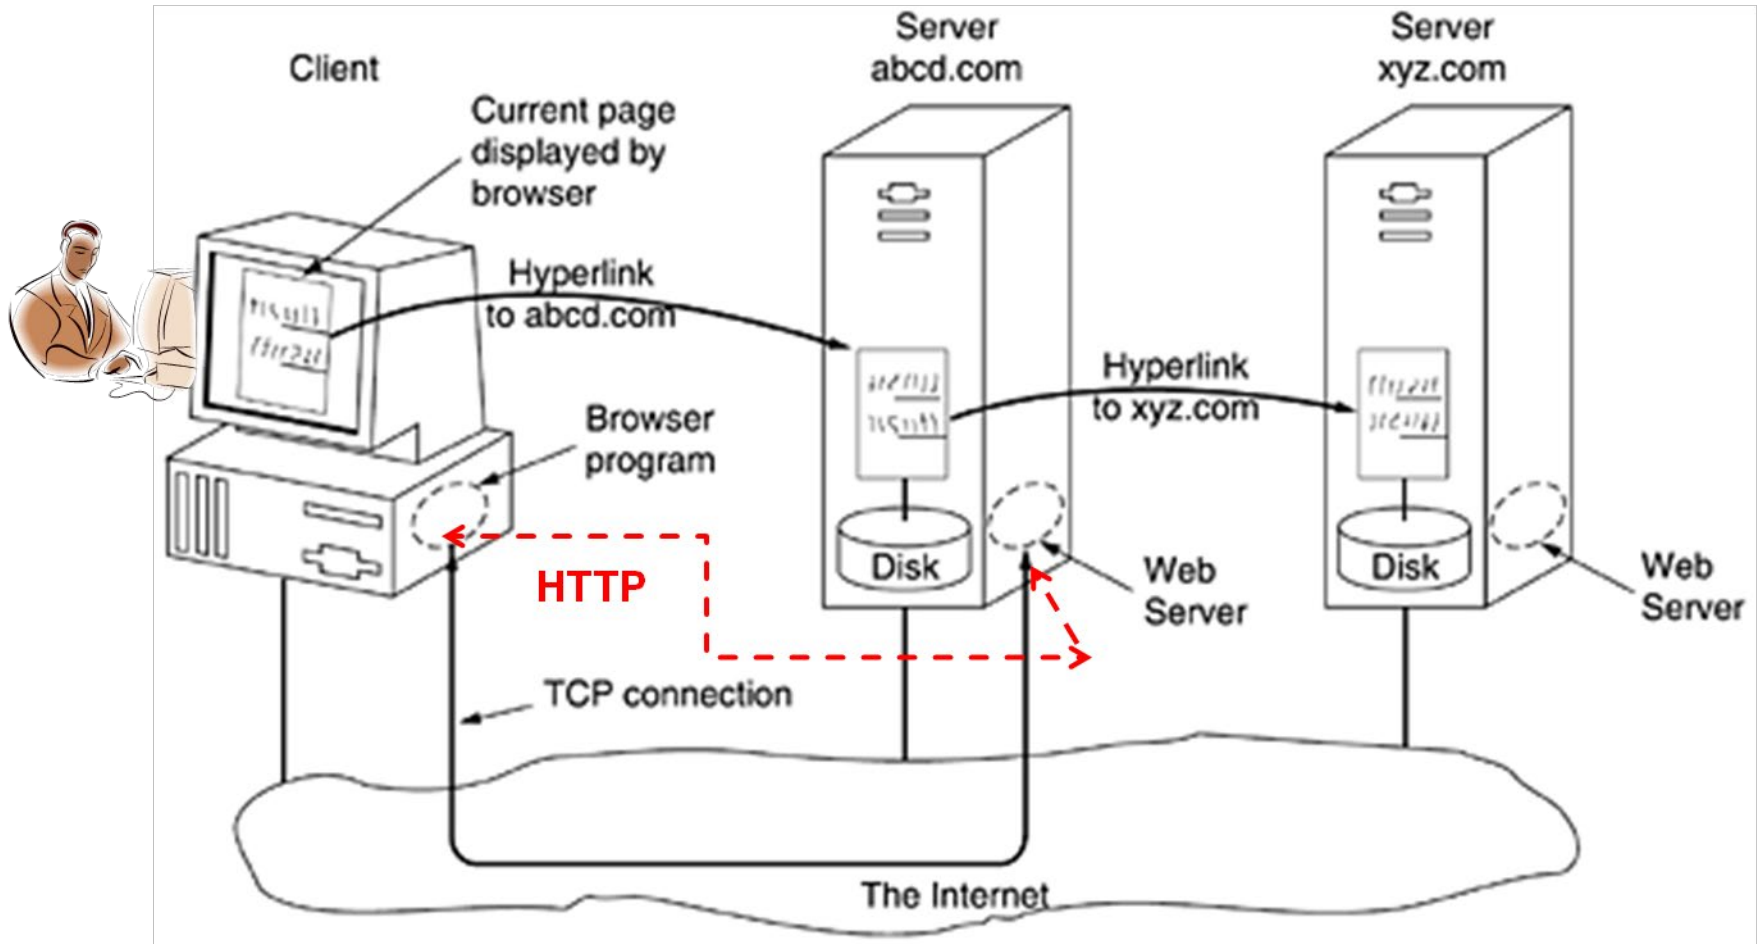 Client
Server
abcd.com
Server
xyz.com
Current page
displayed by
browser
Hyperlink
to abcd.com
Hyperlink
to xyz.com
Browser
program
Disk
Disk
HTTP
Web
Server
Web
Server
TCP connection
The Internet